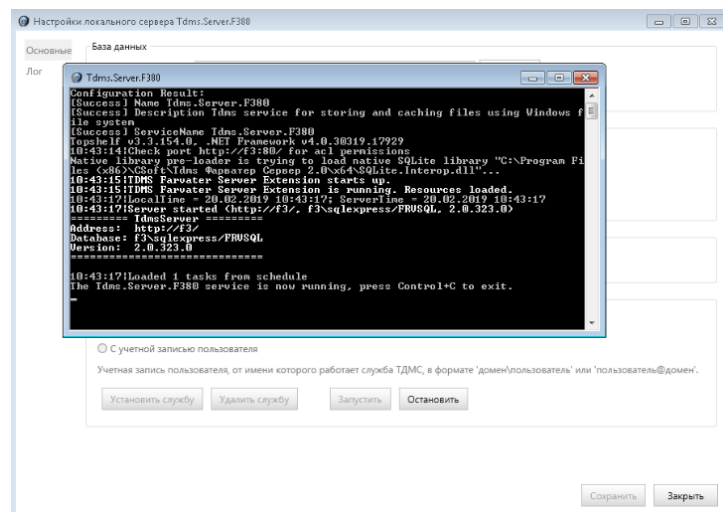 Настройки локального сервера Tdms.Server.F380
Основные
Лог
База данных
Tdms.Server.F380
Configuration Result:
[Success] Name Tdms.Server.F380
[Success] Description Tdms service for storing and caching files using Windows f
ile system
[Success] ServiceName Tdms.Server.F380
Topshelf v3.3.154.0, .NET Framework v4.0.30319.17929
10:43:14!Check port http://f3:80/ for acl permissions
Native library pre-loader is trying to load native SQLite library "C:\Program Fi
les (x86)\CSoft\Tdms Фарватер Сервер 2.0\x64\SQLite.Interop.dll"...
10:43:15!TDMS Farvater Server Extension starts up.
10:43:15!TDMS Farvater Server Extension is running. Resources loaded.
10:43:17!LocalTime = 20.02.2019 10:43:17; ServerTime = 20.02.2019 10:43:17
10:43:17!Server started (http://f3/, f3\sqlexpress/FRVSQL, 2.0.323.0)
========= TdmsServer =========
Address: http://f3/
Database: f3\sqlexpress/FRVSQL
Version: 2.0.323.0
==============================
10:43:17!Loaded 1 tasks from schedule
The Tdms.Server.F380 service is now running, press Control+C to exit.
С учетной записью пользователя
Учетная запись пользователя, от имени которого работает служба ТДМС, в формате 'домен\пользователь' или 'пользователь@домен'.
Установить службу Удалить службу Запустить Остановить
Сохранить Закрыть